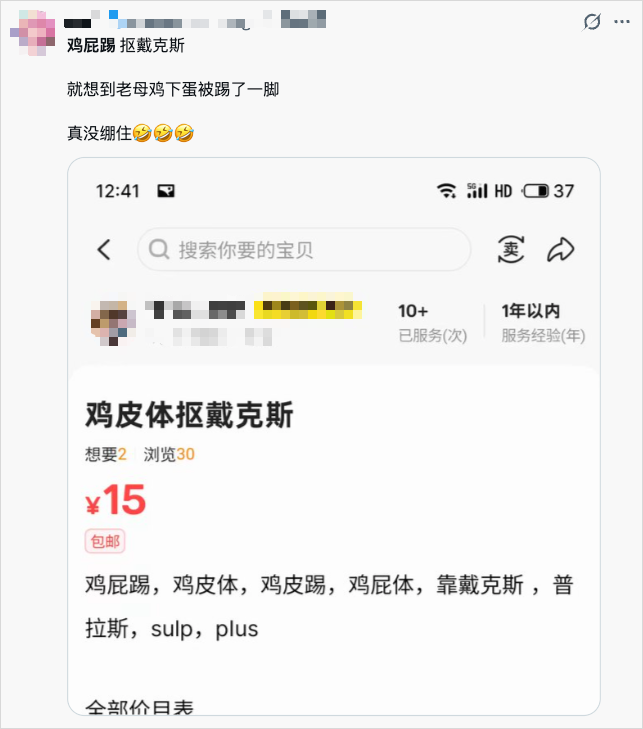 鸡屁踢 抠戴克斯
就想到老母鸡下蛋被踢了一脚
真没绷住🤣🤣🤣
12:41 5G HD 37
搜索你要的宝贝 卖
10+ 1年以内
已服务(次) 服务经验(年)
鸡皮体抠戴克斯
想要2 浏览30
¥15
包邮
鸡屁踢，鸡皮体，鸡皮踢，鸡屁体，靠戴克斯 ，普
拉斯，sulp，plus
全部价目表